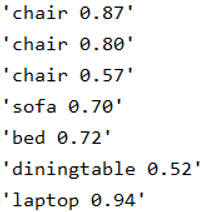 'chair 0.87'
'chair 0.80'
'chair 0.57'
'sofa 0.70'
'bed 0.72'
'diningtable 0.52'
'laptop 0.94'